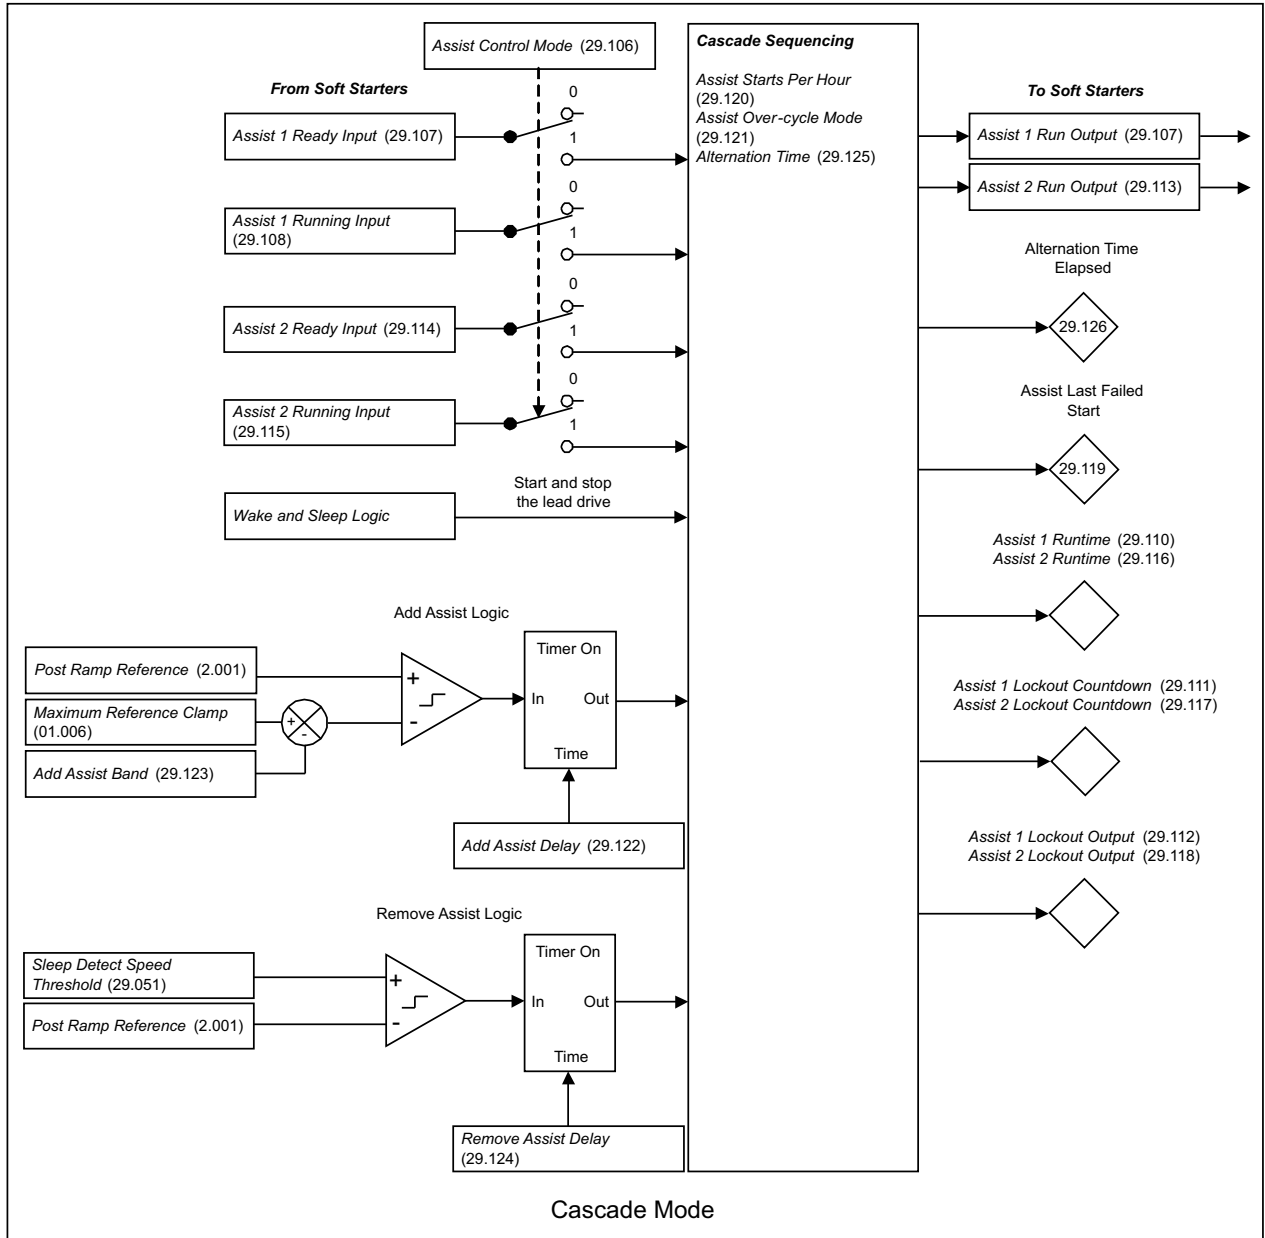 Assist Control Mode (29.106)
From Soft Starters
0
Assist 1 Ready Input (29.107)
1
0
Assist 1 Running Input
(29.108)
1
0
Assist 2 Ready Input (29.114)
1
0
Assist 2 Running Input
(29.115)
1
Start and stop
the lead drive
Wake and Sleep Logic
Add Assist Logic
Post Ramp Reference (2.001)
Maximum Reference Clamp
(01.006)
Add Assist Band (29.123)
+
-
+
-
Timer On
In
Out
Time
Add Assist Delay (29.122)
Remove Assist Logic
Sleep Detect Speed
Threshold (29.051)
Post Ramp Reference (2.001)
+
-
Timer On
In
Out
Time
Remove Assist Delay
(29.124)
Cascade Sequencing
Assist Starts Per Hour
(29.120)
Assist Over-cycle Mode
(29.121)
Alternation Time (29.125)
To Soft Starters
Assist 1 Run Output (29.107)
Assist 2 Run Output (29.113)
Alternation Time
Elapsed
29.126
Assist Last Failed
Start
29.119
Assist 1 Runtime (29.110)
Assist 2 Runtime (29.116)
Assist 1 Lockout Countdown (29.111)
Assist 2 Lockout Countdown (29.117)
Assist 1 Lockout Output (29.112)
Assist 2 Lockout Output (29.118)
Cascade Mode